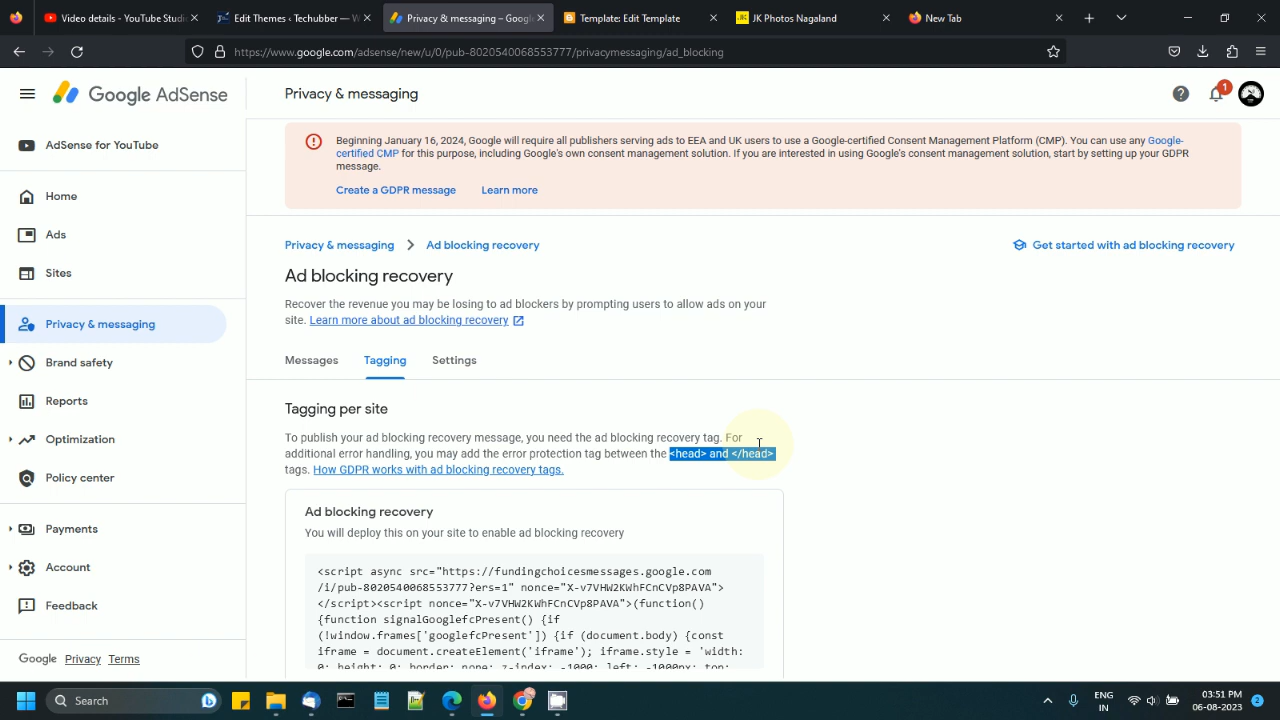 Video details - YouTube Studi
Edit Themes ‹ Techubber — W
Privacy & messaging – Googl
Template: Edit Template
JK Photos Nagaland
New Tab
https://www.google.com/adsense/new/u/0/pub-8020540068553777/privacymessaging/ad_blocking
Google AdSense
Privacy & messaging
1
AdSense for YouTube
Home
Ads
Sites
Privacy & messaging
Brand safety
Reports
Optimization
Policy center
Payments
Account
Feedback
Google Privacy Terms
Beginning January 16, 2024, Google will require all publishers serving ads to EEA and UK users to use a Google-certified Consent Management Platform (CMP). You can use any Google-
certified CMP for this purpose, including Google's own consent management solution. If you are interested in using Google's consent management solution, start by setting up your GDPR
message.
Create a GDPR message Learn more
Privacy & messaging Ad blocking recovery
Get started with ad blocking recovery
Ad blocking recovery
Recover the revenue you may be losing to ad blockers by prompting users to allow ads on your
site. Learn more about ad blocking recovery
Messages Tagging Settings
Tagging per site
To publish your ad blocking recovery message, you need the ad blocking recovery tag. For
additional error handling, you may add the error protection tag between the <head> and </head>
tags. How GDPR works with ad blocking recovery tags.
Ad blocking recovery
You will deploy this on your site to enable ad blocking recovery
<script async src="https://fundingchoicesmessages.google.com
/i/pub-8020540068553777?ers=1" nonce="X-v7VHW2KWhFCnCVp8PAVA">
</script><script nonce="X-v7VHW2KWhFCnCVp8PAVA">(function()
{function signalGooglefcPresent() {if
(!window.frames['googlefcPresent']) {if (document.body) {const
iframe = document.createElement('iframe'); iframe.style = 'width:
0; height: 0; border: none; z-index: -1000; left: -1000px; top:
Search
ENG
IN
03:51 PM
06-08-2023
2